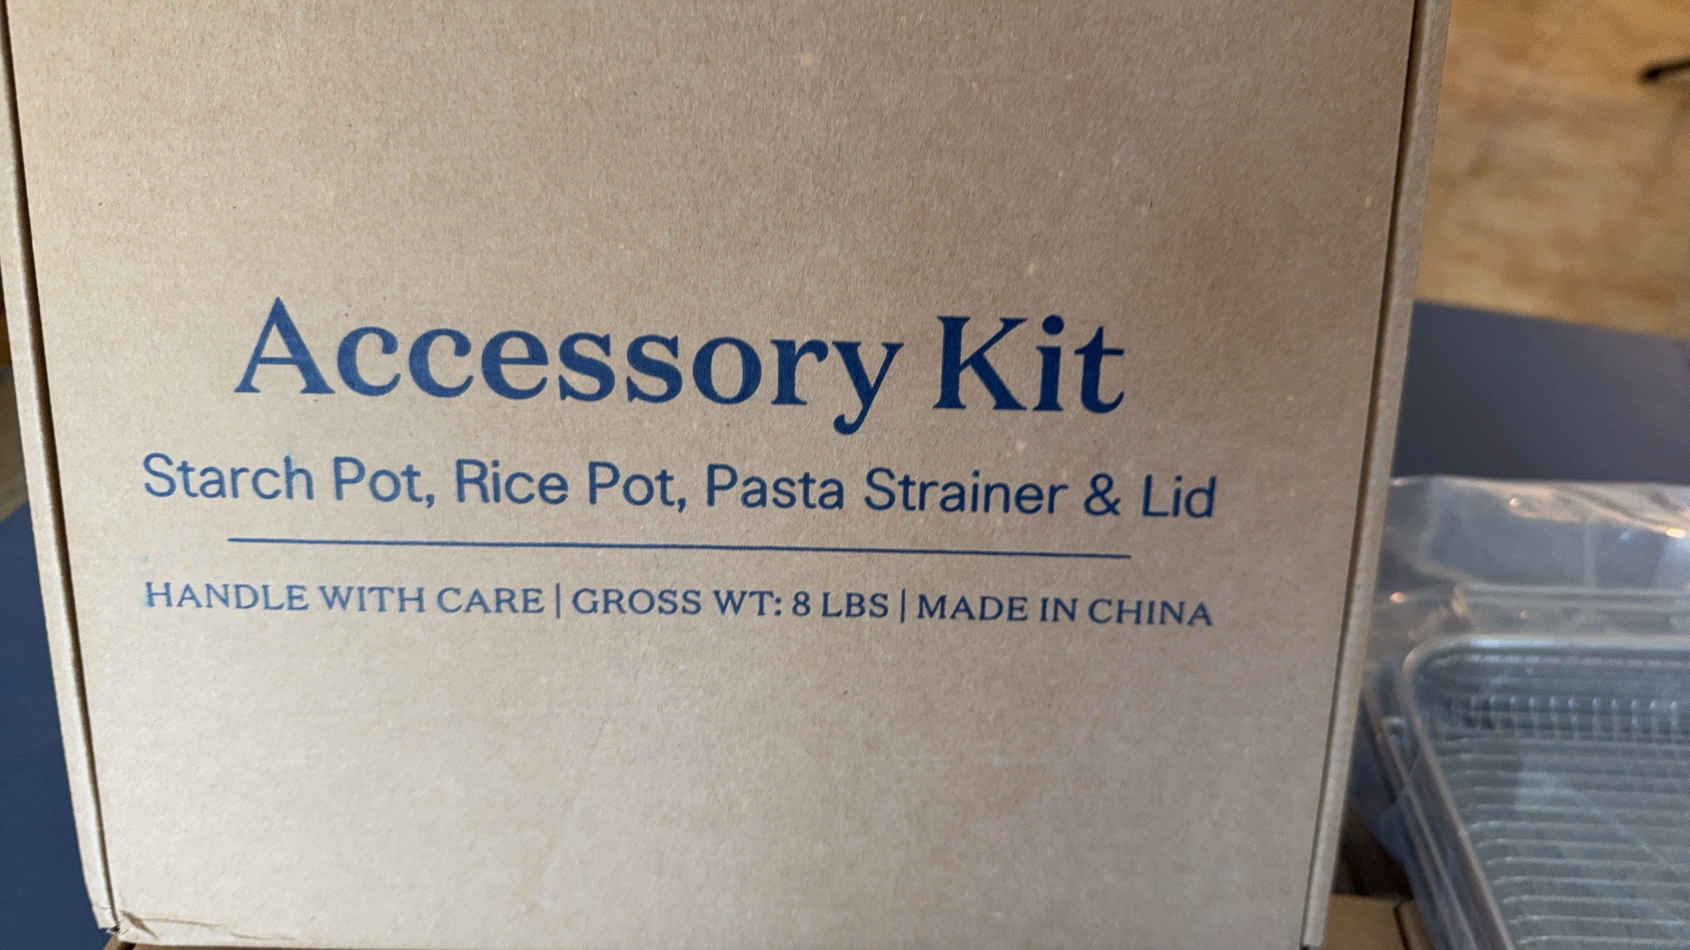 Accessory Kit
Starch Pot, Rice Pot, Pasta Strainer & Lid
HANDLE WITH CARE | GROSS WT: 8 LBS | MADE IN CHINA